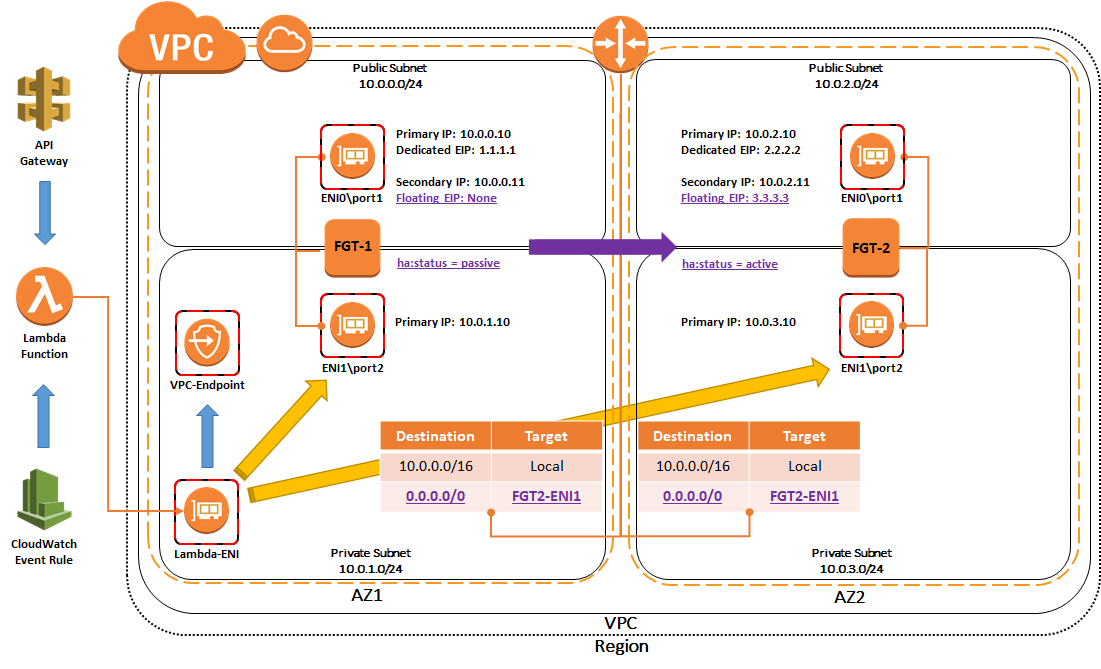 VPC
Public Subnet
10.0.0.0/24
Public Subnet
10.0.2.0/24
API
Gateway
Primary IP: 10.0.0.10
Dedicated EIP: 1.1.1.1
Secondary IP: 10.0.0.11
Floating EIP: None
ENI0\port1
Primary IP: 10.0.2.10
Dedicated EIP: 2.2.2.2
Secondary IP: 10.0.2.11
Floating EIP: 3.3.3.3
ENI0\port1
FGT-1
ha:status = passive
ha:status = active
FGT-2
λ
Lambda
Function
VPC-Endpoint
Primary IP: 10.0.1.10
ENI1\port2
Primary IP: 10.0.3.10
ENI1\port2
Destination Target
10.0.0.0/16 Local
0.0.0.0/0 FGT2-ENI1
Destination Target
10.0.0.0/16 Local
0.0.0.0/0 FGT2-ENI1
CloudWatch
Event Rule
Lambda-ENI
Private Subnet
10.0.1.0/24
Private Subnet
10.0.3.0/24
AZ1
AZ2
VPC
Region